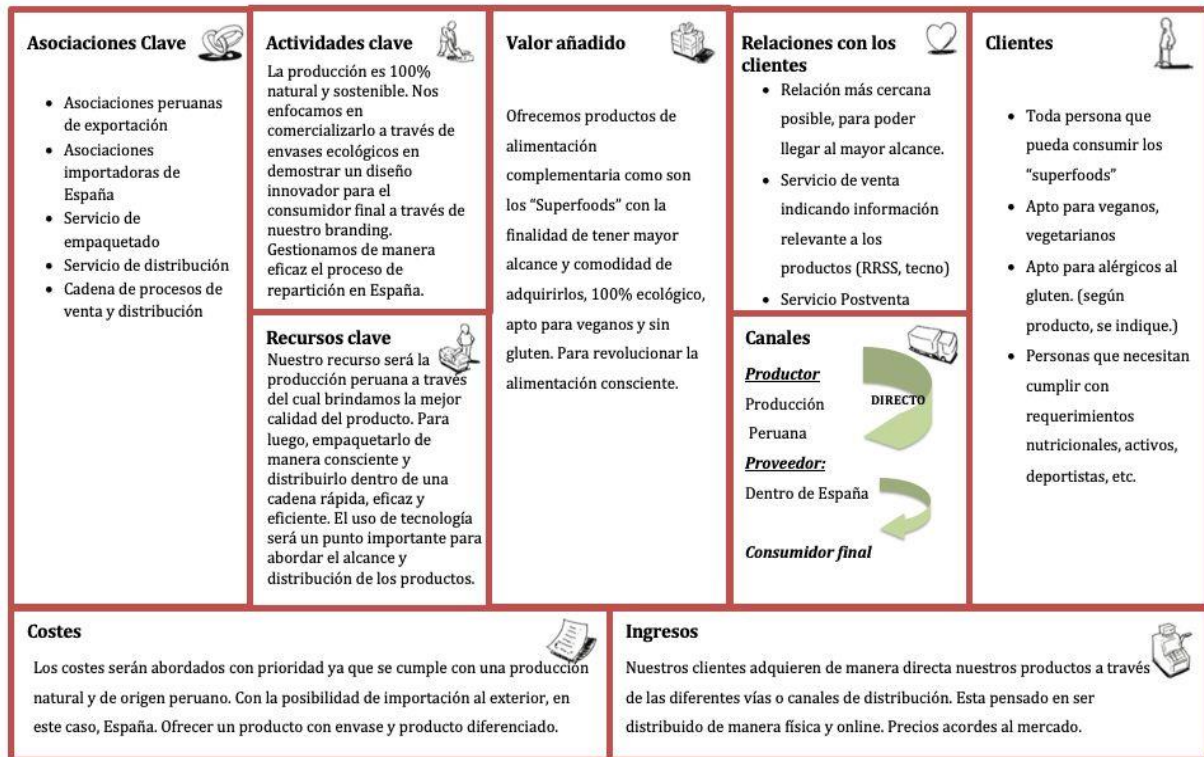 Asociaciones Clave
• Asociaciones peruanas
de exportación
• Asociaciones
importadoras de
España
• Servicio de
empaquetado
• Servicio de distribución
• Cadena de procesos de
venta y distribución
Actividades clave
La producción es 100%
natural y sostenible. Nos
enfocamos en
comercializarlo a través de
envases ecológicos en
demostrar un diseño
innovador para el
consumidor final a través de
nuestro branding.
Gestionamos de manera
eficaz el proceso de
repartición en España.
Recursos clave
Nuestro recurso será la
producción peruana a través
del cual brindamos la mejor
calidad del producto. Para
luego, empaquetarlo de
manera consciente y
distribuirlo dentro de una
cadena rápida, eficaz y
eficiente. El uso de tecnología
será un punto importante para
abordar el alcance y
distribución de los productos.
Valor añadido
Ofrecemos productos de
alimentación
complementaria como son
los “Superfoods” con la
finalidad de tener mayor
alcance y comodidad de
adquirirlos, 100% ecológico,
apto para veganos y sin
gluten. Para revolucionar la
alimentación consciente.
Relaciones con los
clientes
• Relación más cercana
posible, para poder
llegar al mayor alcance.
• Servicio de venta
indicando información
relevante a los
productos (RRSS, tecno)
• Servicio Postventa
Canales
Productor
Producción
Peruana
DIRECTO
Proveedor:
Dentro de España
Consumidor final
Clientes
• Toda persona que
pueda consumir los
“superfoods”
• Apto para veganos,
vegetarianos
• Apto para alérgicos al
gluten. (según
producto, se indique.)
• Personas que necesitan
cumplir con
requerimientos
nutricionales, activos,
deportistas, etc.
Costes
Los costes serán abordados con prioridad ya que se cumple con una producción
natural y de origen peruano. Con la posibilidad de importación al exterior, en
este caso, España. Ofrecer un producto con envase y producto diferenciado.
Ingresos
Nuestros clientes adquieren de manera directa nuestros productos a través
de las diferentes vías o canales de distribución. Esta pensado en ser
distribuido de manera física y online. Precios acordes al mercado.